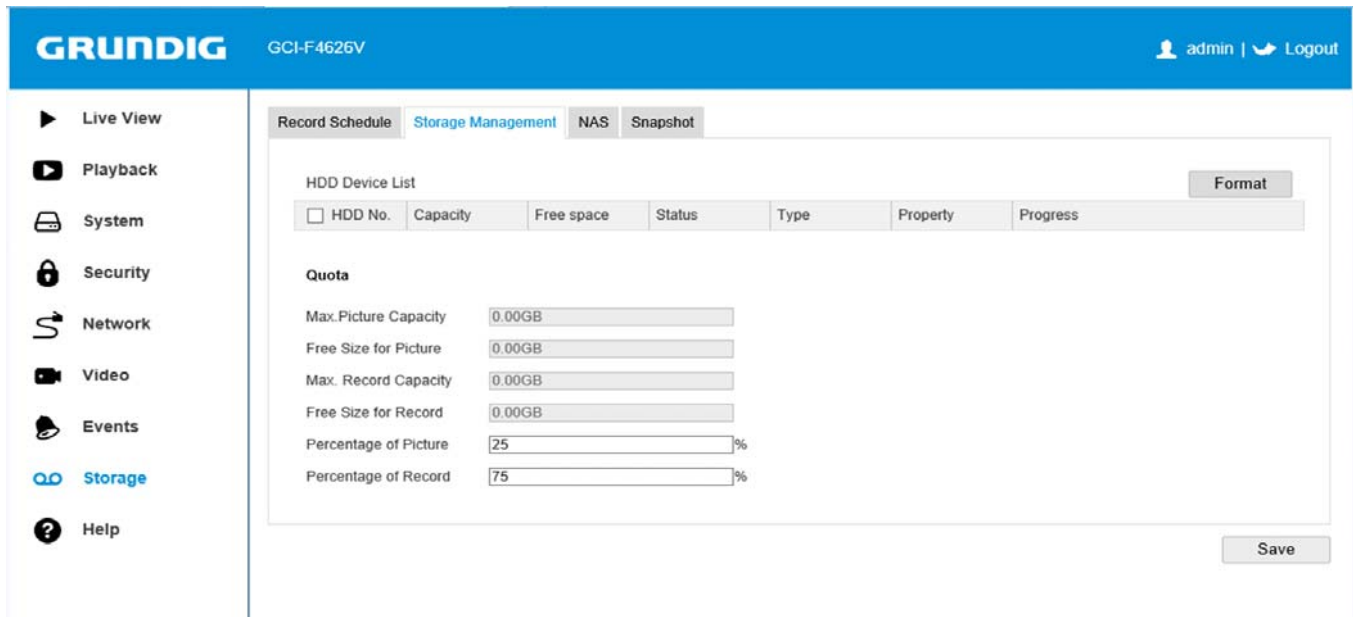 GRUNDIG GCI-F4626V admin | Logout
Live View
Playback
System
Security
Network
Video
Events
Storage
Help
Record Schedule Storage Management NAS Snapshot
HDD Device List Format
HDD No. Capacity Free space Status Type Property Progress
Quota
Max.Picture Capacity 0.00GB
Free Size for Picture 0.00GB
Max. Record Capacity 0.00GB
Free Size for Record 0.00GB
Percentage of Picture 25 %
Percentage of Record 75 %
Save